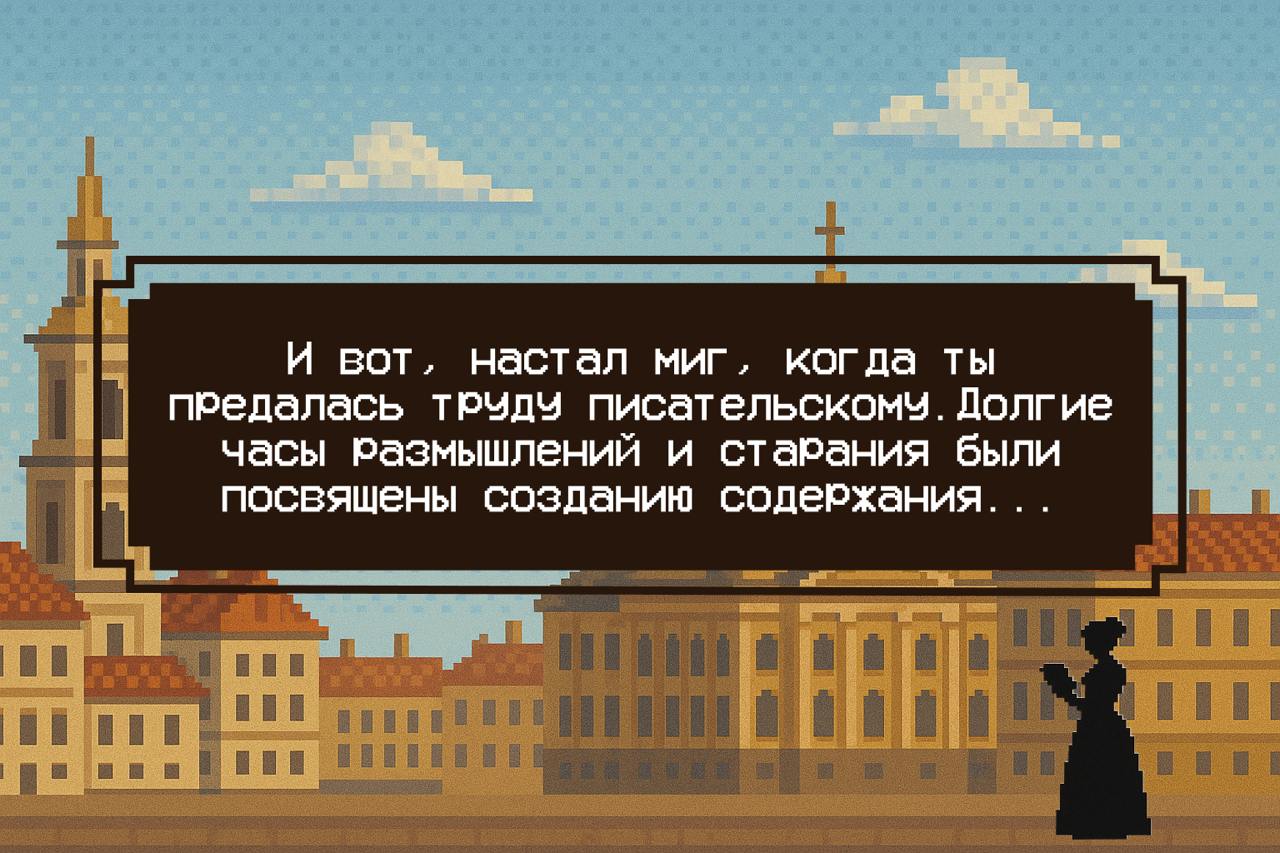 И вот, настал миг, когда ты
предалась труду писательскому. Долгие
часы размышлений и старания были
посвящены созданию содержания...